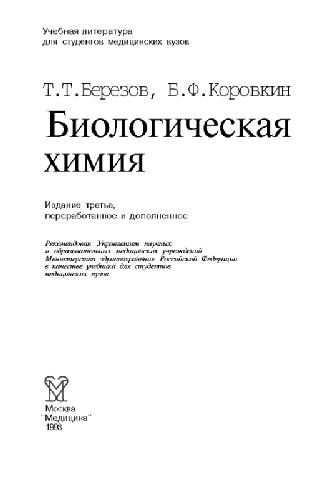 Учебная литература
для студентов медицинских вузов
Т.Т.Березов, Б.Ф.Коровкин
Биологическая
химия
Издание третье,
переработанное и дополненное
Рекомендован Управлением научных
и образовательных медицинских учреждений
Министерства здравоохранения Российской Федерации
в качестве учебника для студентов
медицинских вузов
Москва
"Медицина"
1998